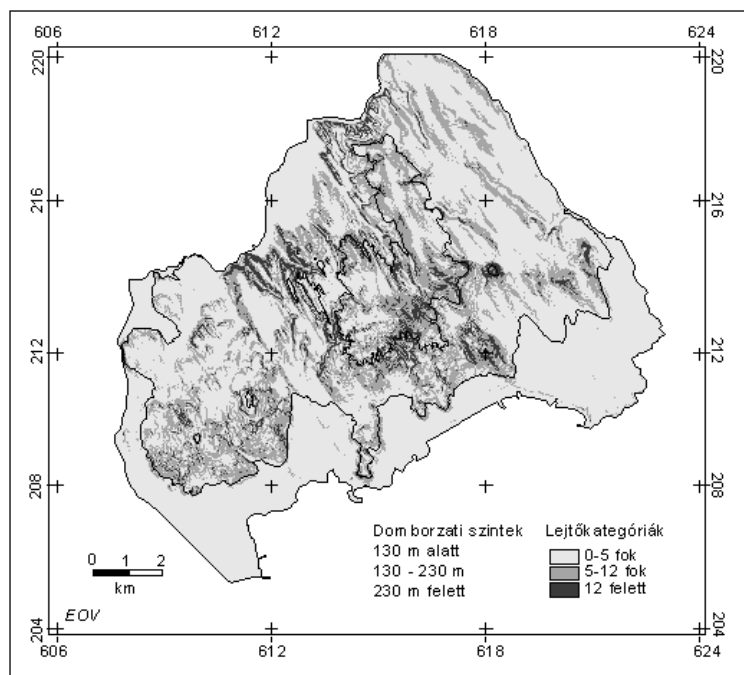 606 612 618 624
220 220
216 216
212 212
208 208
204 204
Domborzati szintek
130 m alatt
130 - 230 m
230 m felett
Lejtőkategóriák
0-5 fok
5-12 fok
12 felett
0 1 2
km
EOV
606 612 618 624